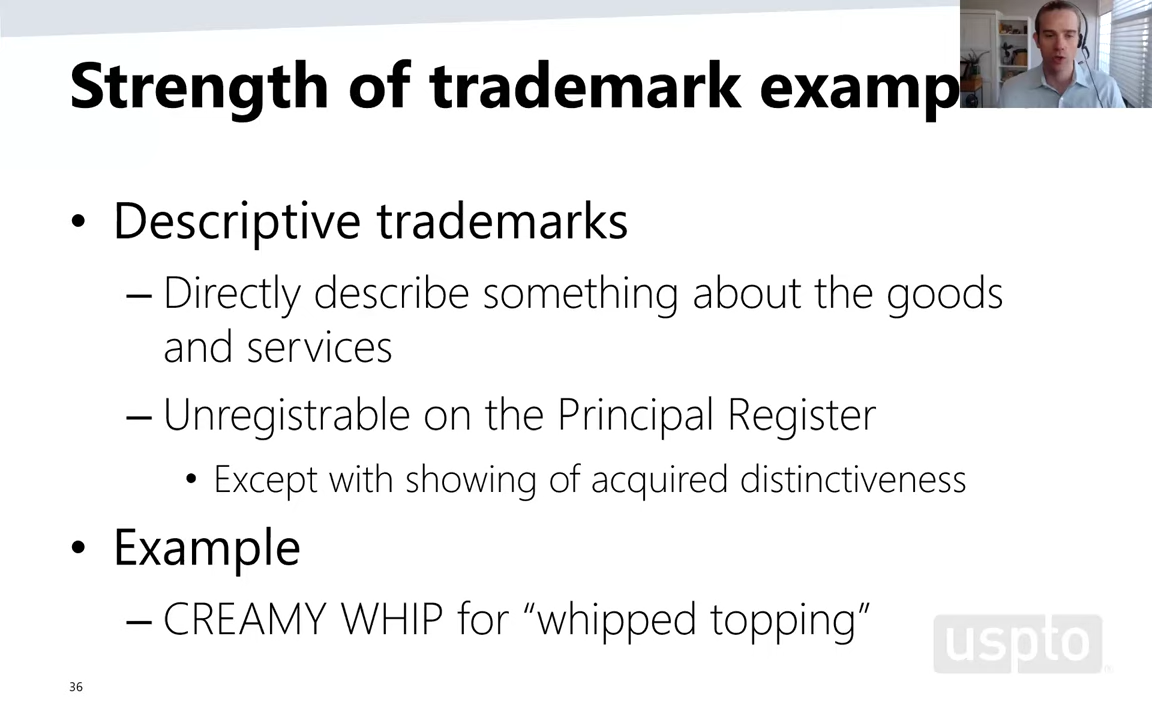 Strength of trademark examp
• Descriptive trademarks
– Directly describe something about the goods
and services
– Unregistrable on the Principal Register
• Except with showing of acquired distinctiveness
• Example
– CREAMY WHIP for “whipped topping”
uspto
36